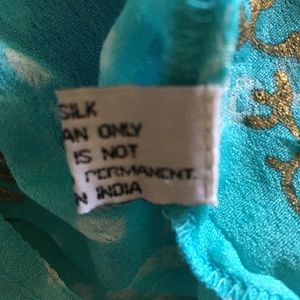 SILK
AN ONLY
IS NOT
PERMANENT.
N INDIA